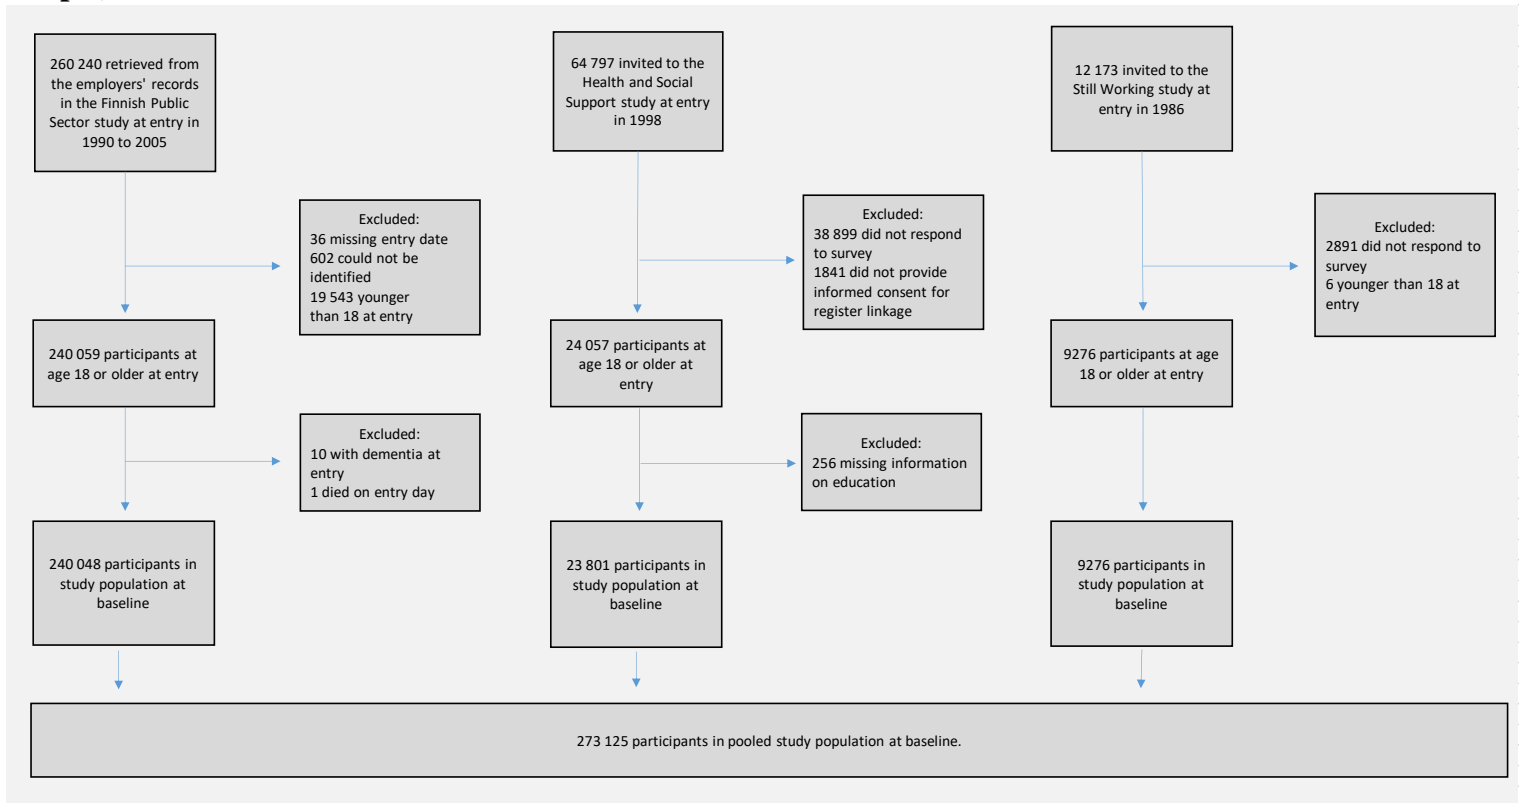 260 240 retrieved from
the employers' records
in the Finnish Public
Sector study at entry in
1990 to 2005
64 797 invited to the
Health and Social
Support study at entry
in 1998
12 173 invited to the
Still Working study at
entry in 1986
Excluded:
36 missing entry date
602 could not be
identified
19 543 younger
than 18 at entry
Excluded:
38 899 did not respond
to survey
1841 did not provide
informed consent for
register linkage
Excluded:
2891 did not respond to
survey
6 younger than 18 at
entry
240 059 participants at
age 18 or older at entry
24 057 participants at
age 18 or older at
entry
9276 participants at age
18 or older at entry
Excluded:
10 with dementia at
entry
1 died on entry day
Excluded:
256 missing information
on education
240 048 participants in
study population at
baseline
23 801 participants in
study population at
baseline
9276 participants in
study population at
baseline
273 125 participants in pooled study population at baseline.